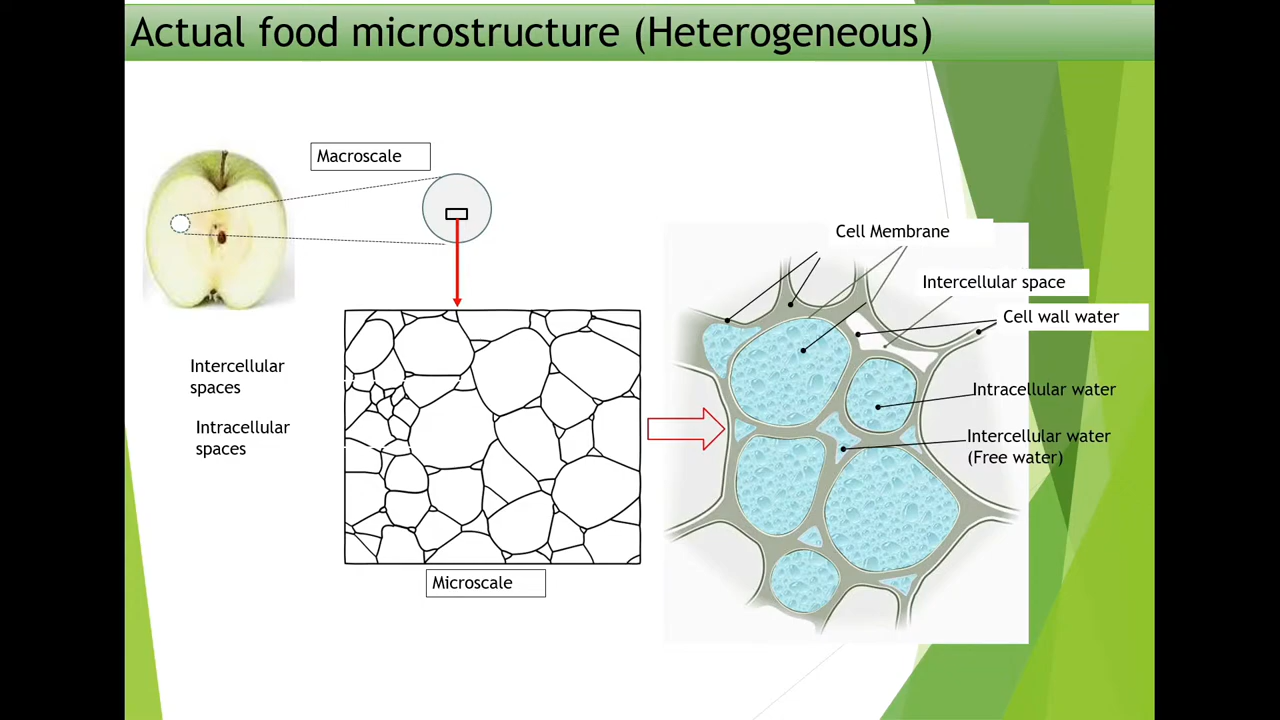 Actual food microstructure (Heterogeneous)
Macroscale
Cell Membrane
Intercellular space
Cell wall water
Intercellular
spaces
Intracellular water
Intracellular
spaces
Intercellular water
(Free water)
Microscale